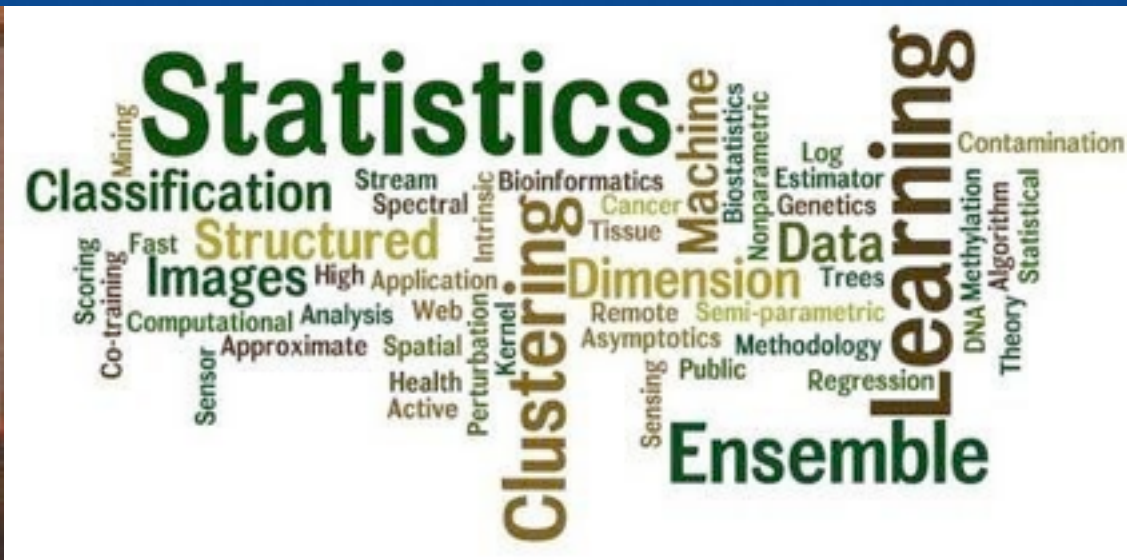 Statistics
Mining
Machine
Learning
Biostatistics
Nonparametric
Contamination
Log
Classification
Stream
Bioinformatics
Estimator
Spectral
Intrinsic
Cancer
Genetics
Methylation
Algorithm
Statistical
Fast
Structured
Clustering
Tissue
Data
Scoring
Co-training
Images
High
Application
Dimension
Trees
Computational
Analysis
Web
Perturbation
Kernel
Remote
Semi-parametric
DNA
Theory
Sensor
Approximate
Spatial
Asymptotics
Methodology
Health
Sensing
Public
Regression
Active
Ensemble